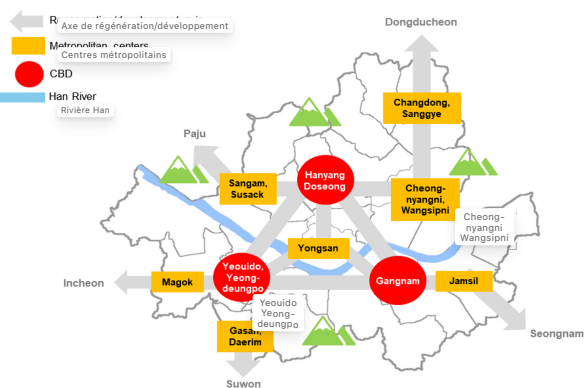 Axe de régénération/développement
Metropolitan centers
Centres métropolitains
CBD
Han River
Rivière Han
Dongducheon
Changdong,
Sanggye
Paju
Hanyang
Doseong
Sangam,
Susack
Cheong-
nyangni,
Wangsipni
Cheong-
nyangni
Wangsipni
Yongsan
Yeouido,
Yeong-
deungpo
Gangnam
Incheon
Magok
Jamsil
Yeouido
Yeong-
deungpo
Gasan,
Daerim
Seongnam
Suwon